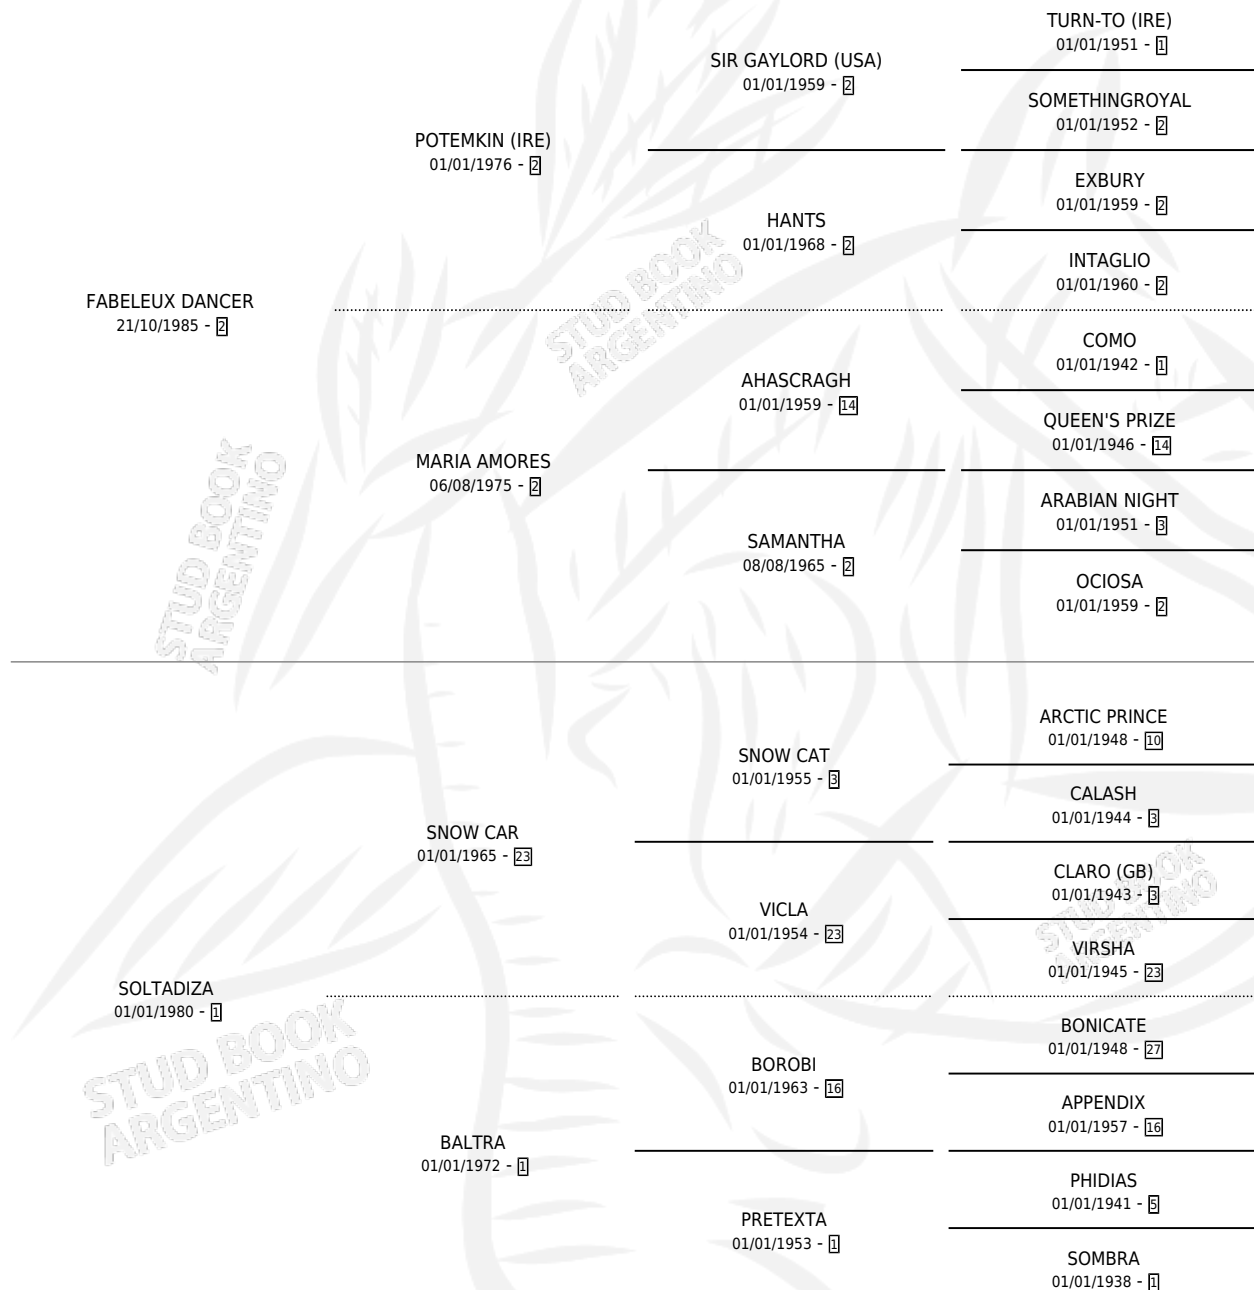 TURN-TO (IRE)
01/01/1951 - 1
SIR GAYLORD (USA)
01/01/1959 - 2
SOMETHINGROYAL
01/01/1952 - 2
POTEMKIN (IRE)
01/01/1976 - 2
EXBURY
01/01/1959 - 2
HANTS
01/01/1968 - 2
INTAGLIO
01/01/1960 - 2
FABELEUX DANCER
21/10/1985 - 2
COMO
01/01/1942 - 1
AHASCRAGH
01/01/1959 - 14
QUEEN'S PRIZE
01/01/1946 - 14
MARIA AMORES
06/08/1975 - 2
ARABIAN NIGHT
01/01/1951 - 3
SAMANTHA
08/08/1965 - 2
OCIOSA
01/01/1959 - 2
ARCTIC PRINCE
01/01/1948 - 10
SNOW CAT
01/01/1955 - 3
CALASH
01/01/1944 - 3
SNOW CAR
01/01/1965 - 23
CLARO (GB)
01/01/1943 - 3
VICLA
01/01/1954 - 23
VIRSHA
01/01/1945 - 23
SOLTADIZA
01/01/1980 - 1
BONICATE
01/01/1948 - 27
BOROBI
01/01/1963 - 16
APPENDIX
01/01/1957 - 16
BALTRA
01/01/1972 - 1
PHIDIAS
01/01/1941 - 5
PRETEXTA
01/01/1953 - 1
SOMBRA
01/01/1938 - 1
STUD BOOK
ARGENTINO
STUD BOOK
ARGENTINO
STUD BOOK
ARGENTINO
STUD BOOK
ARGENTINO